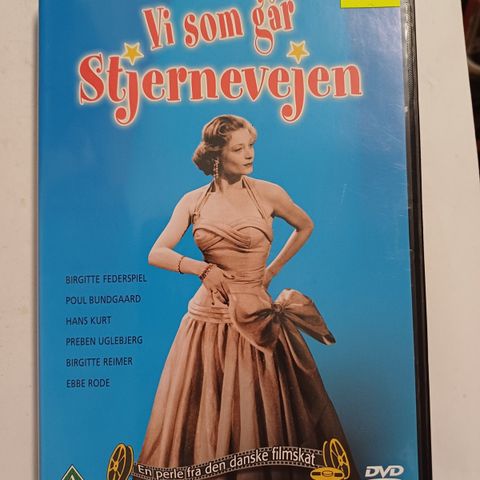 Vi som går
Stjernevejen
BIRGITTE FEDERSPIEL
POUL BUNDGAARD
HANS KURT
PREBEN UGLEBJERG
BIRGITTE REIMER
EBBE RODE
En perle fra den danske filmskat
A
DVD